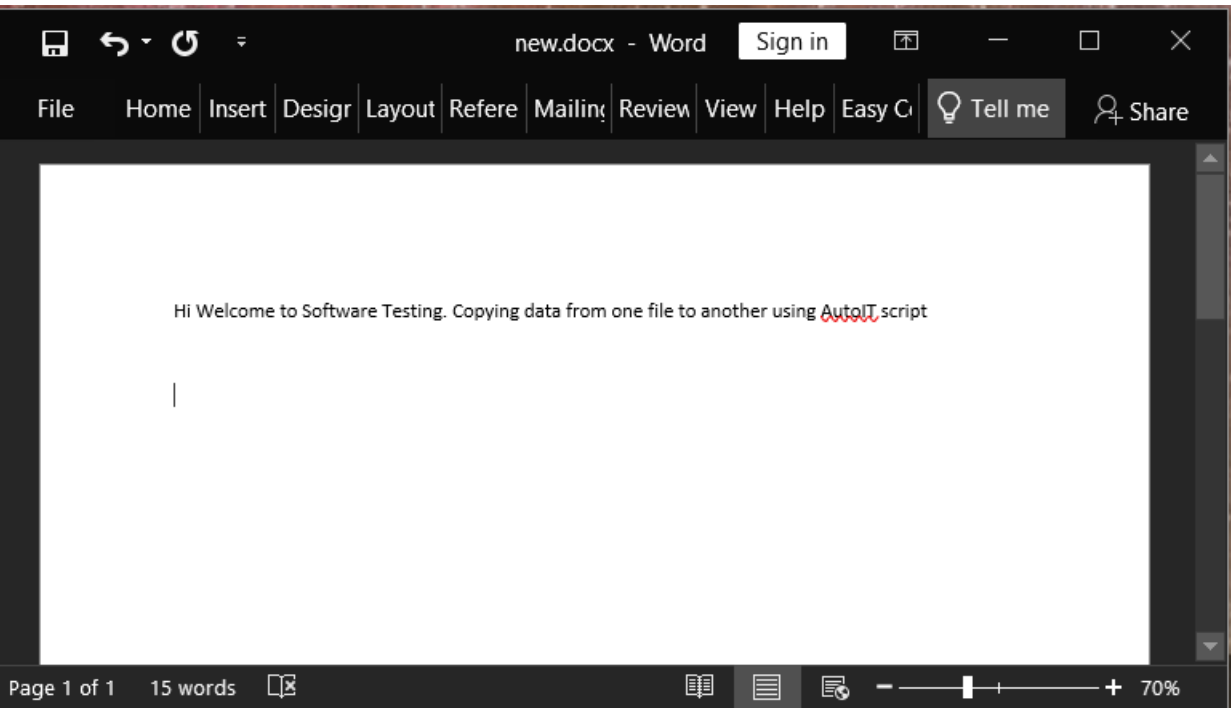 new.docx - Word Sign in
File Home Insert Desigr Layout Refere Mailing Review View Help Easy C Tell me Share
Hi Welcome to Software Testing. Copying data from one file to another using AutoIT script
Page 1 of 1 15 words 70%